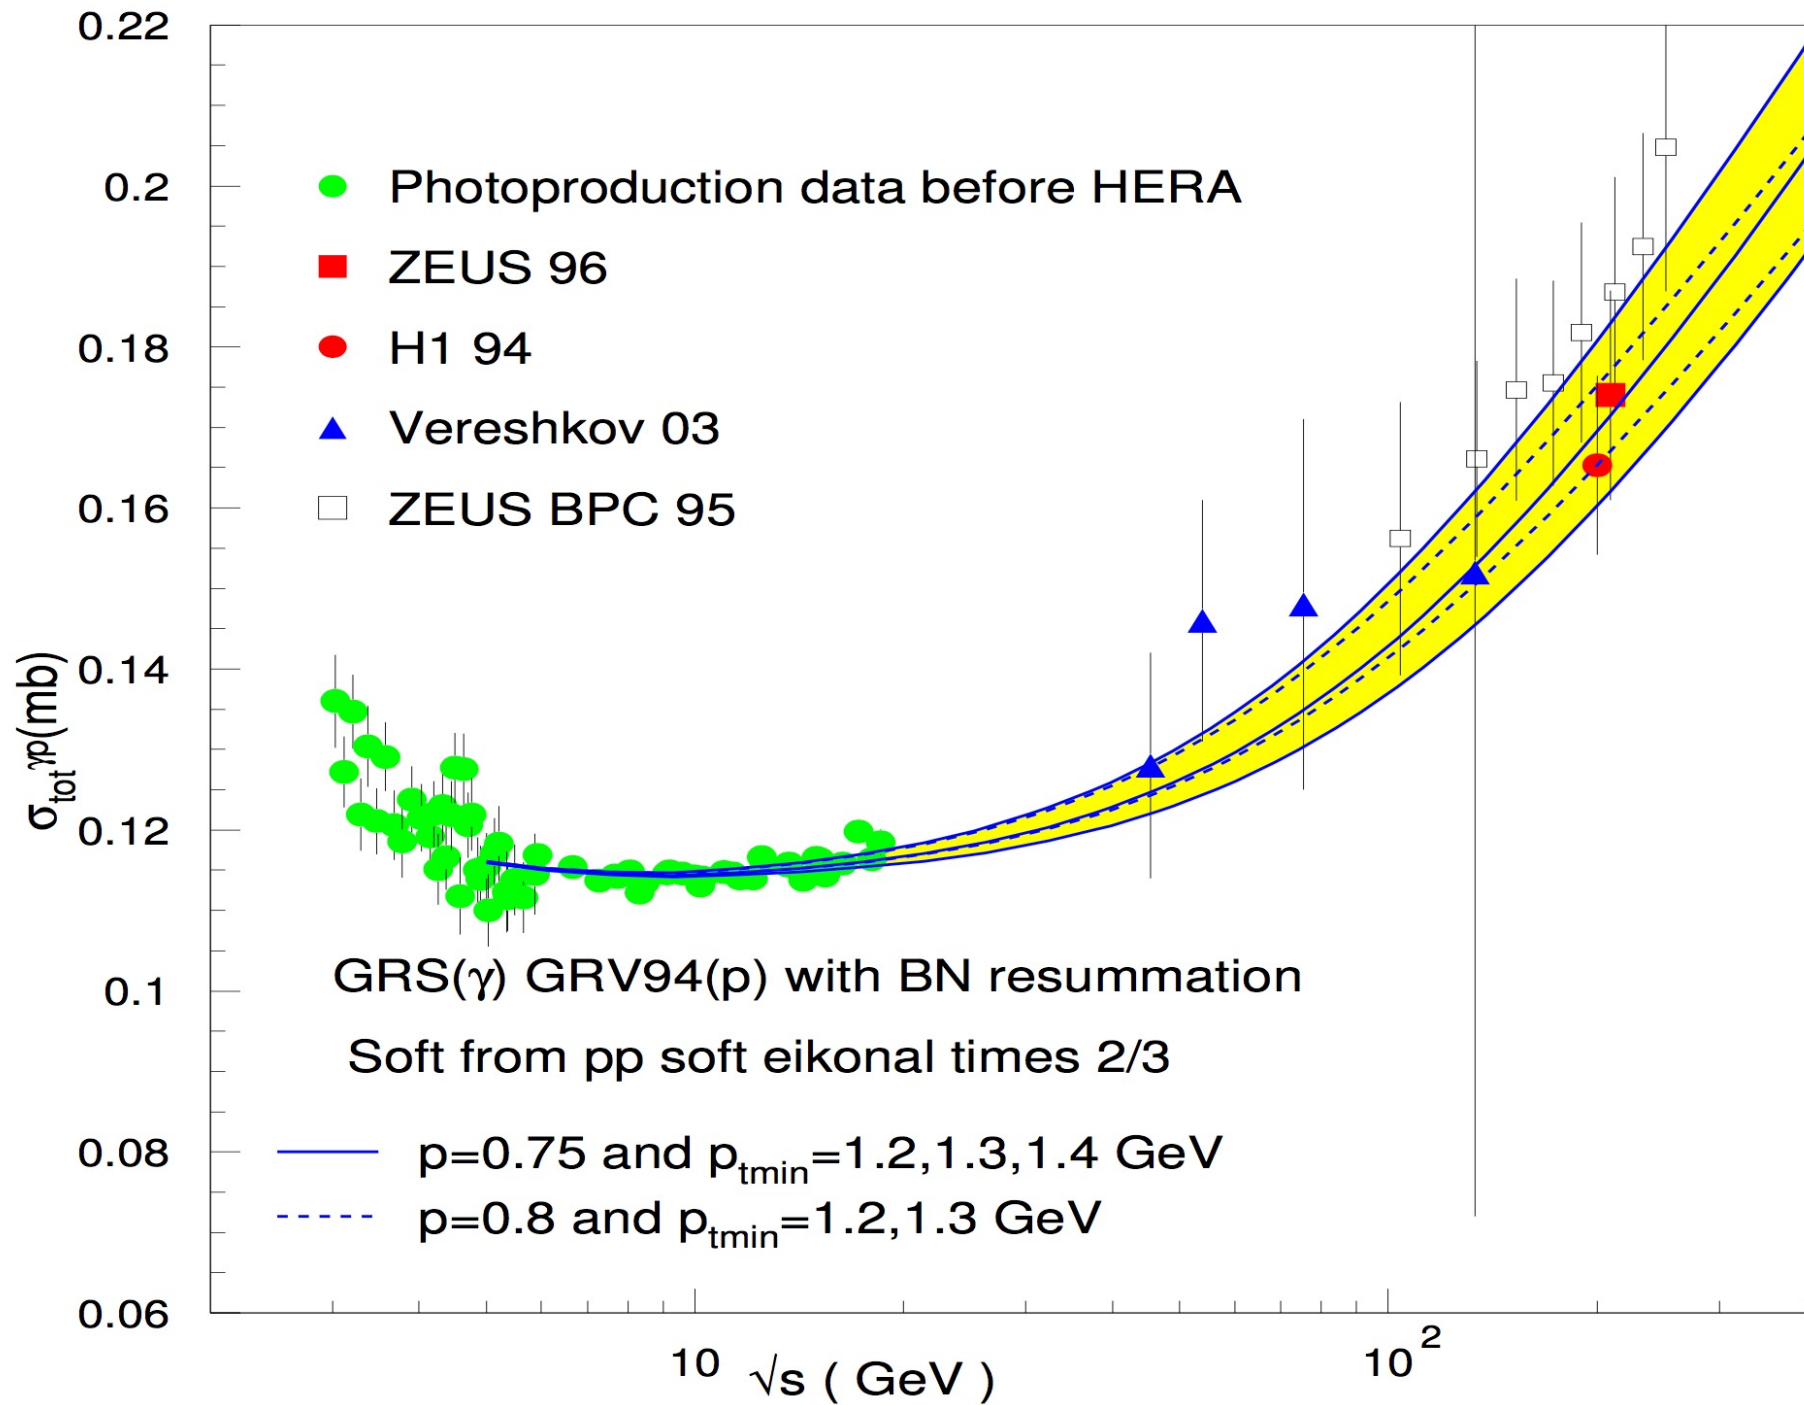 0.22
0.2
0.18
0.16
0.14
0.12
0.1
0.08
0.06
σtot^γp(mb)
Photoproduction data before HERA
ZEUS 96
H1 94
Vereshkov 03
ZEUS BPC 95
GRS(γ) GRV94(p) with BN resummation
Soft from pp soft eikonal times 2/3
p=0.75 and ptmin=1.2,1.3,1.4 GeV
p=0.8 and ptmin=1.2,1.3 GeV
10
10²
√s ( GeV )